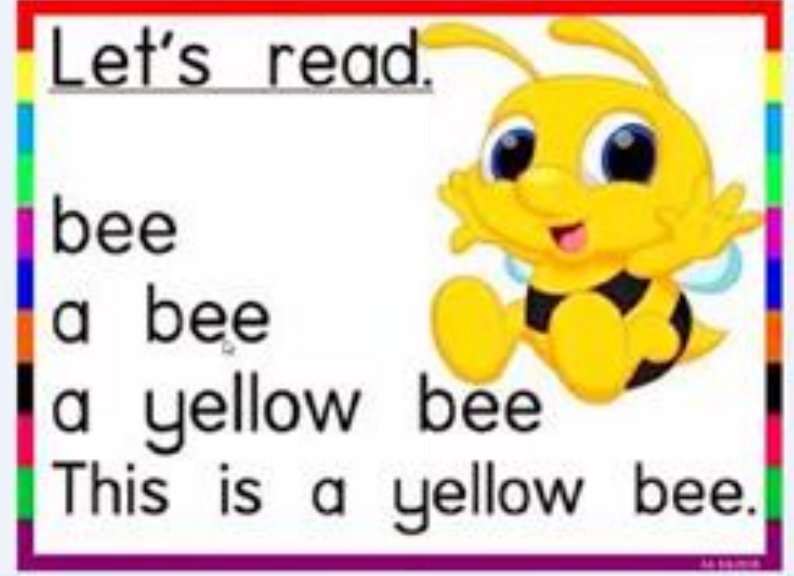 Let's read.
bee
a bee
a yellow bee
This is a yellow bee.